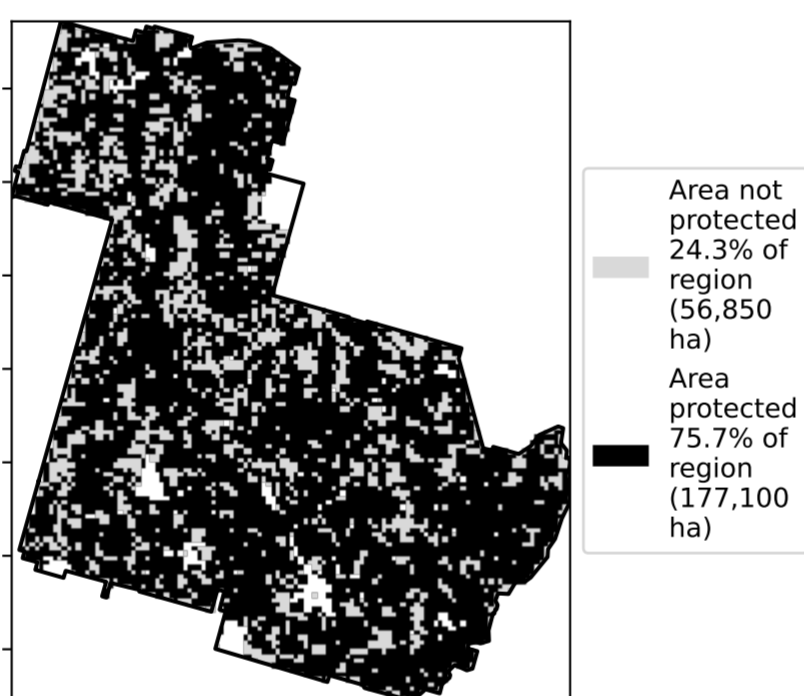 Area not
protected
24.3% of
region
(56,850
ha)
Area
protected
75.7% of
region
(177,100
ha)